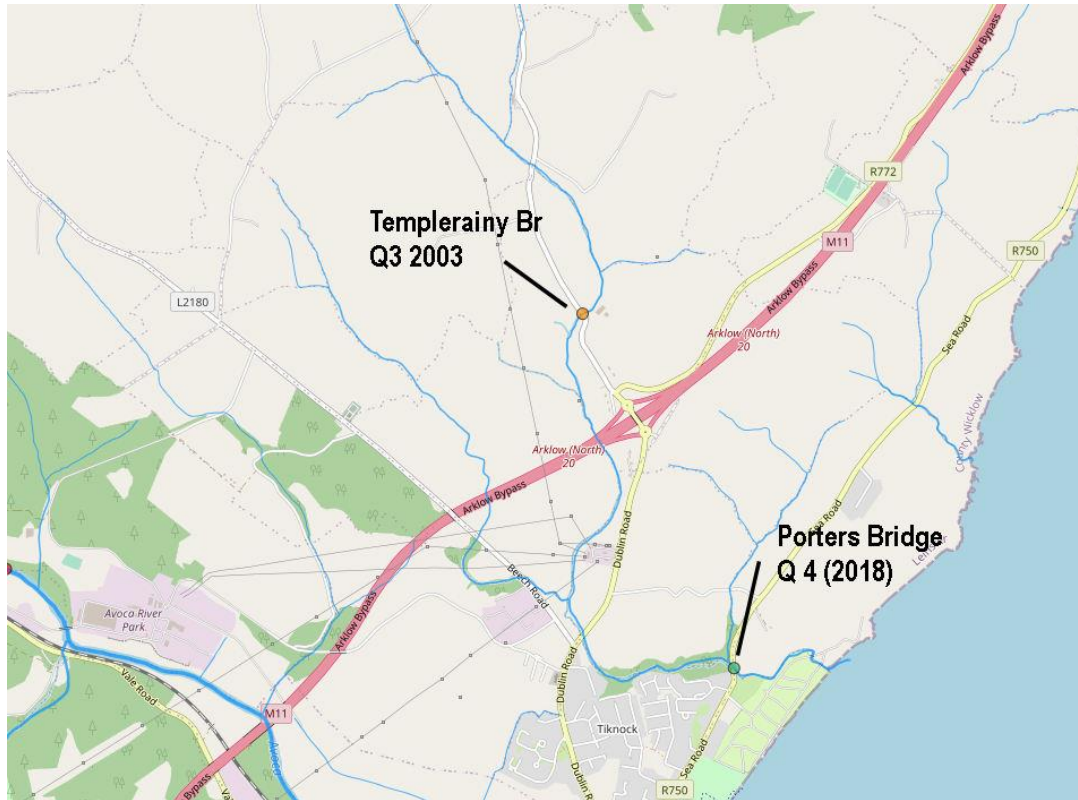 Arklow Bypass
R772
Templerainy Br
Q3 2003
M11
R750
L2180
Arklow Bypass
Sea Road
Arklow (North)
20
County Wicklow
Arklow (North)
20
Arklow Bypass
Sea Road
Porters Bridge
Q 4 (2018)
Dublin Road
Beech Road
Avoca River
Park
Arklow Bypass
Vale Road
M11
Avoca
Dublin Road
Tiknock
Sea Road
R750